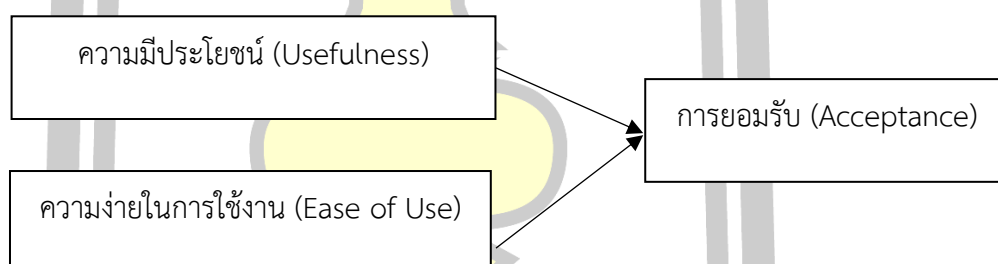 ความมีประโยชน์ (Usefulness)
การยอมรับ (Acceptance)
ความง่ายในการใช้งาน (Ease of Use)